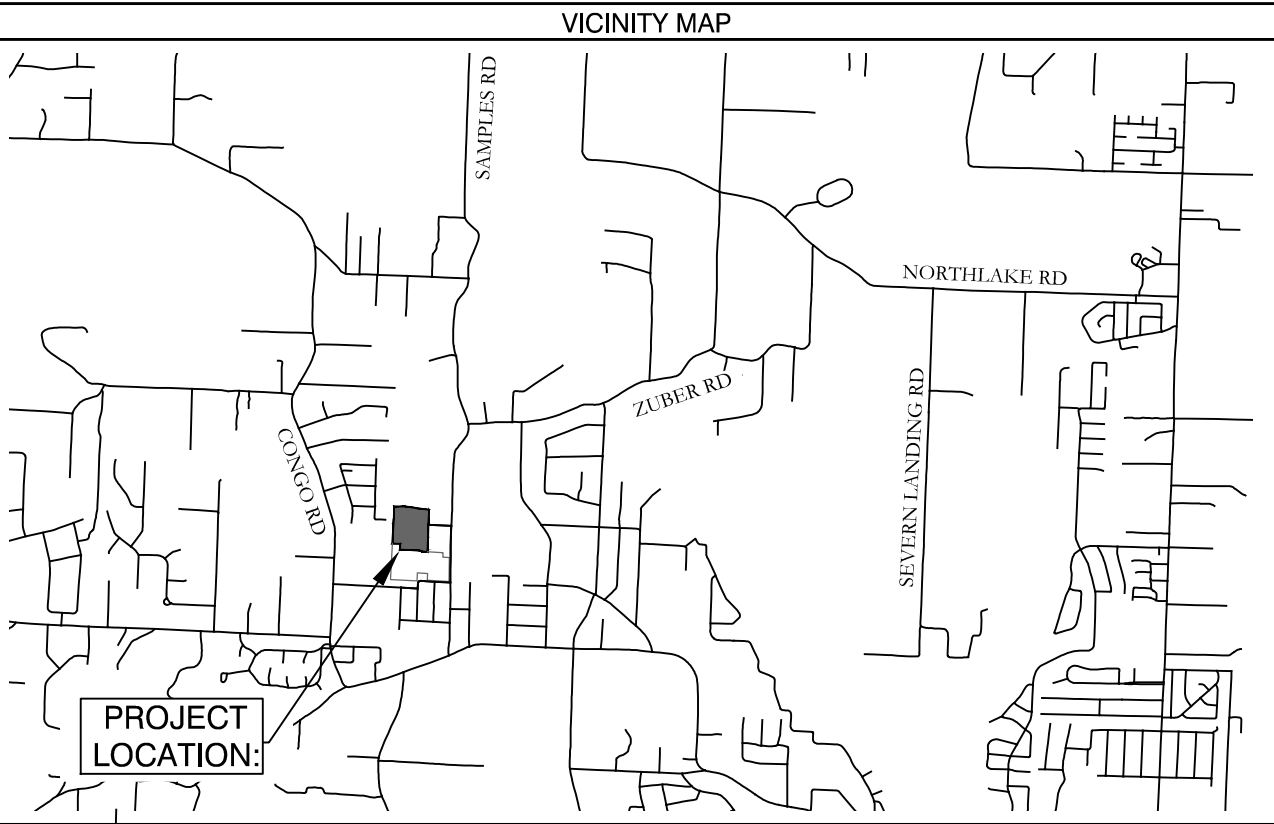 VICINITY MAP
SAMPLES RD
NORTHLAKE RD
ZUBER RD
SEVERN LANDING RD
CONGO RD
PROJECT
LOCATION: